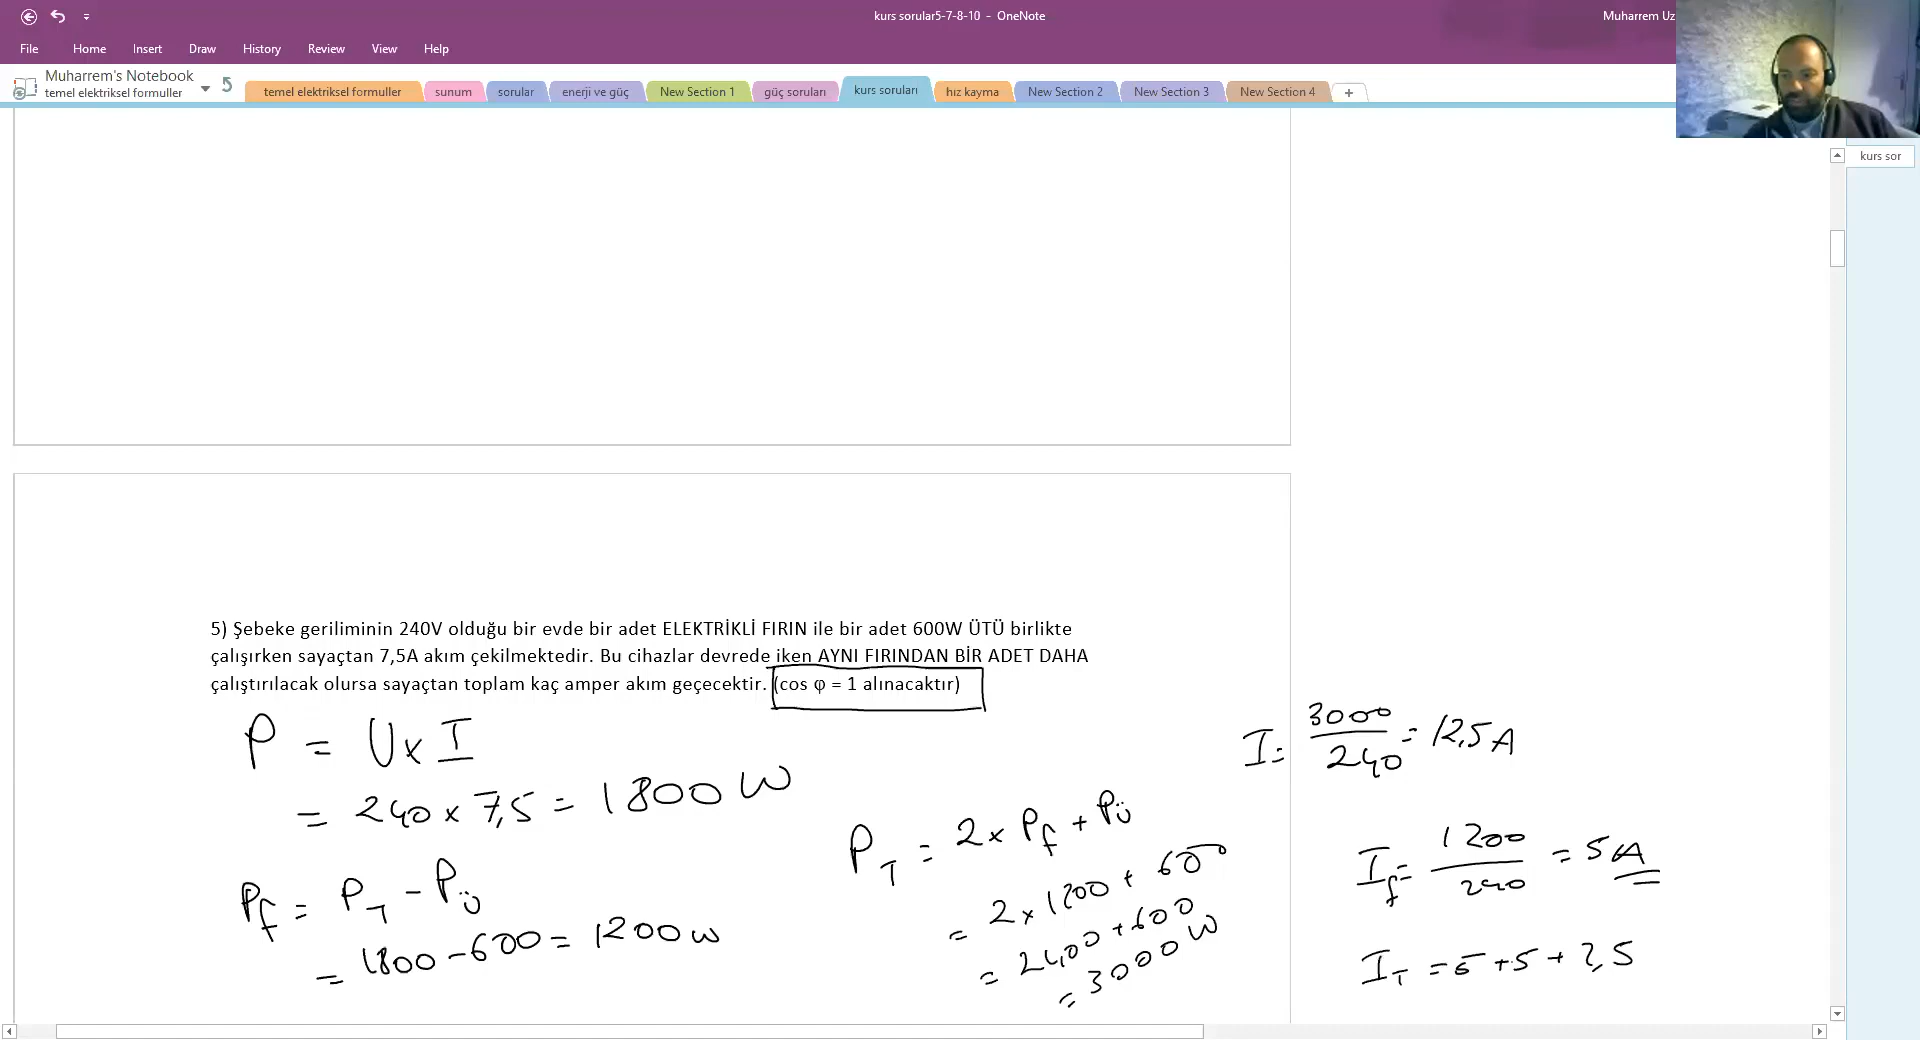 kurs sorular5-7-8-10 - OneNote
Muharrem Uz
File Home Insert Draw History Review View Help
Muharrem's Notebook
temel elektriksel formuller
temel elektriksel formuller sunum sorular enerji ve güç New Section 1 güç soruları kurs soruları hız kayma New Section 2 New Section 3 New Section 4 +
kurs sor
5) Şebeke geriliminin 240V olduğu bir evde bir adet ELEKTRİKLİ FIRIN ile bir adet 600W ÜTÜ birlikte
çalışırken sayaçtan 7,5A akım çekilmektedir. Bu cihazlar devrede iken AYNI FIRINDAN BİR ADET DAHA
çalıştırılacak olursa sayaçtan toplam kaç amper akım geçecektir. (cos φ = 1 alınacaktır)
P = U x I
= 240 x 7,5 = 1800 W
Pf = PT - Pü
= 1800 - 600 = 1200 w
PT = 2 x Pf + Pü
= 2 x 1200 + 600
= 2400 + 600
= 3000 W
I = 3000 / 240 = 12,5 A
If = 1200 / 240 = 5A
IT = 5 + 5 + 2,5